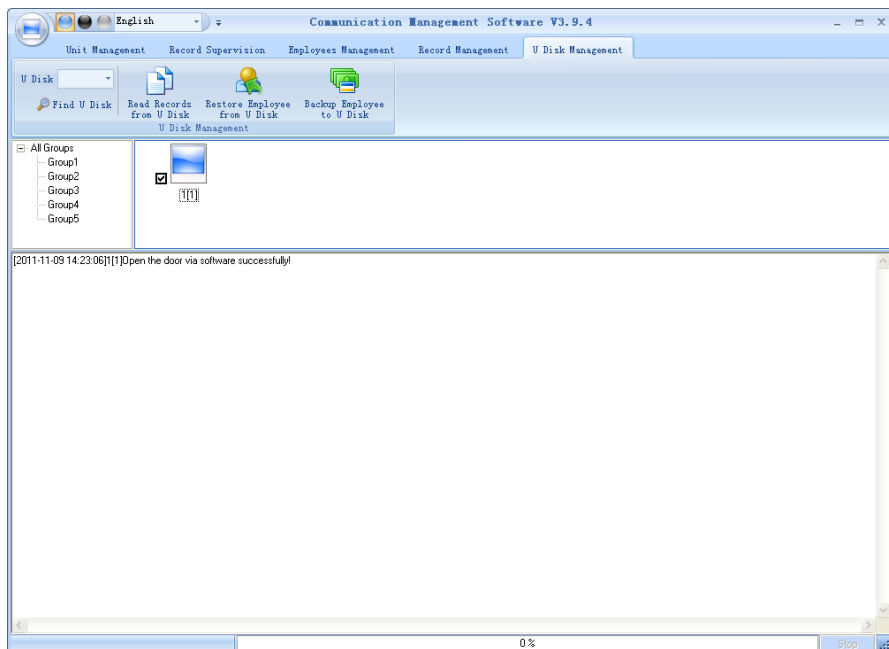 English
Communication Management Software V3.9.4
Unit Management Record Supervision Employees Management Record Management U Disk Management
U Disk
Find U Disk
Read Records
from U Disk
Restore Employee
from U Disk
Backup Employee
to U Disk
U Disk Management
All Groups
Group1
Group2
Group3
Group4
Group5
1[1]
[2011-11-09 14:23:06]1[1]Open the door via software successfully!
0 %
Stop